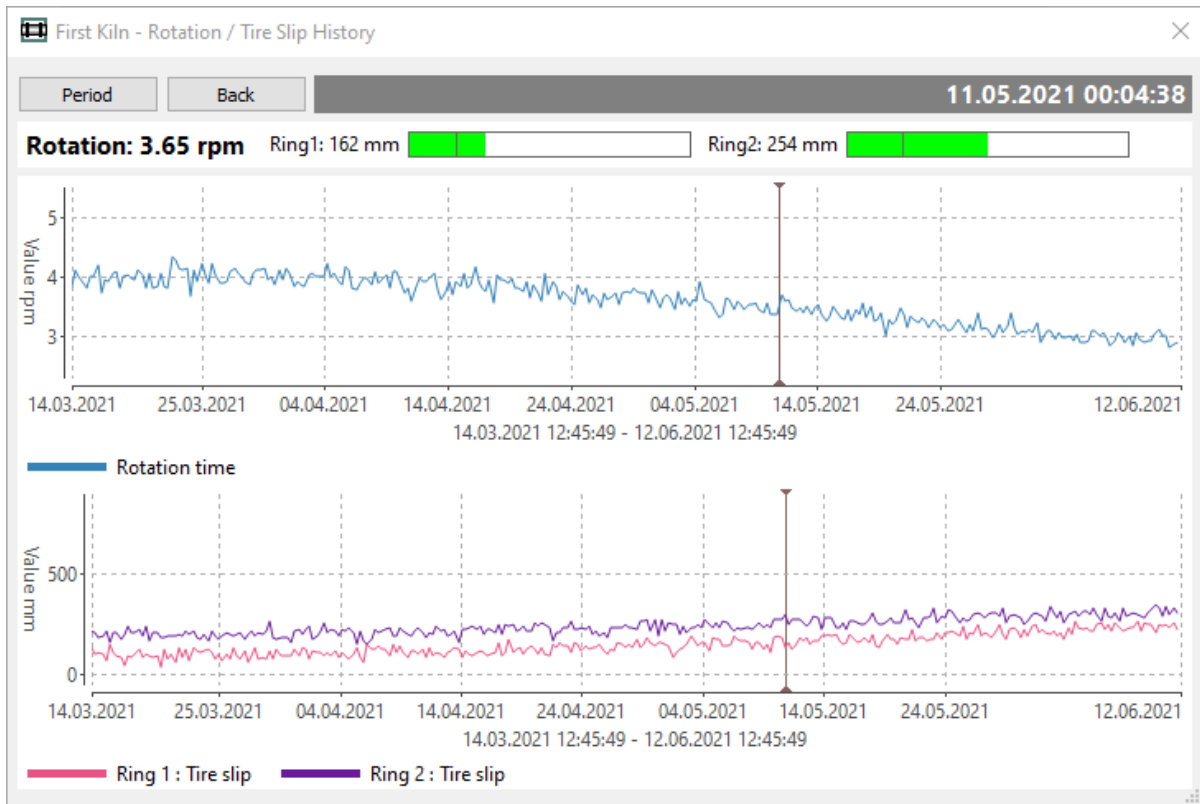 First Kiln - Rotation / Tire Slip History
Period Back 11.05.2021 00:04:38
Rotation: 3.65 rpm Ring1: 162 mm Ring2: 254 mm
Value rpm
5
4
3
14.03.2021 25.03.2021 04.04.2021 14.04.2021 24.04.2021 04.05.2021 14.05.2021 24.05.2021 12.06.2021
14.03.2021 12:45:49 - 12.06.2021 12:45:49
Rotation time
Value mm
500
0
14.03.2021 25.03.2021 04.04.2021 14.04.2021 24.04.2021 04.05.2021 14.05.2021 24.05.2021 12.06.2021
14.03.2021 12:45:49 - 12.06.2021 12:45:49
Ring 1 : Tire slip Ring 2 : Tire slip